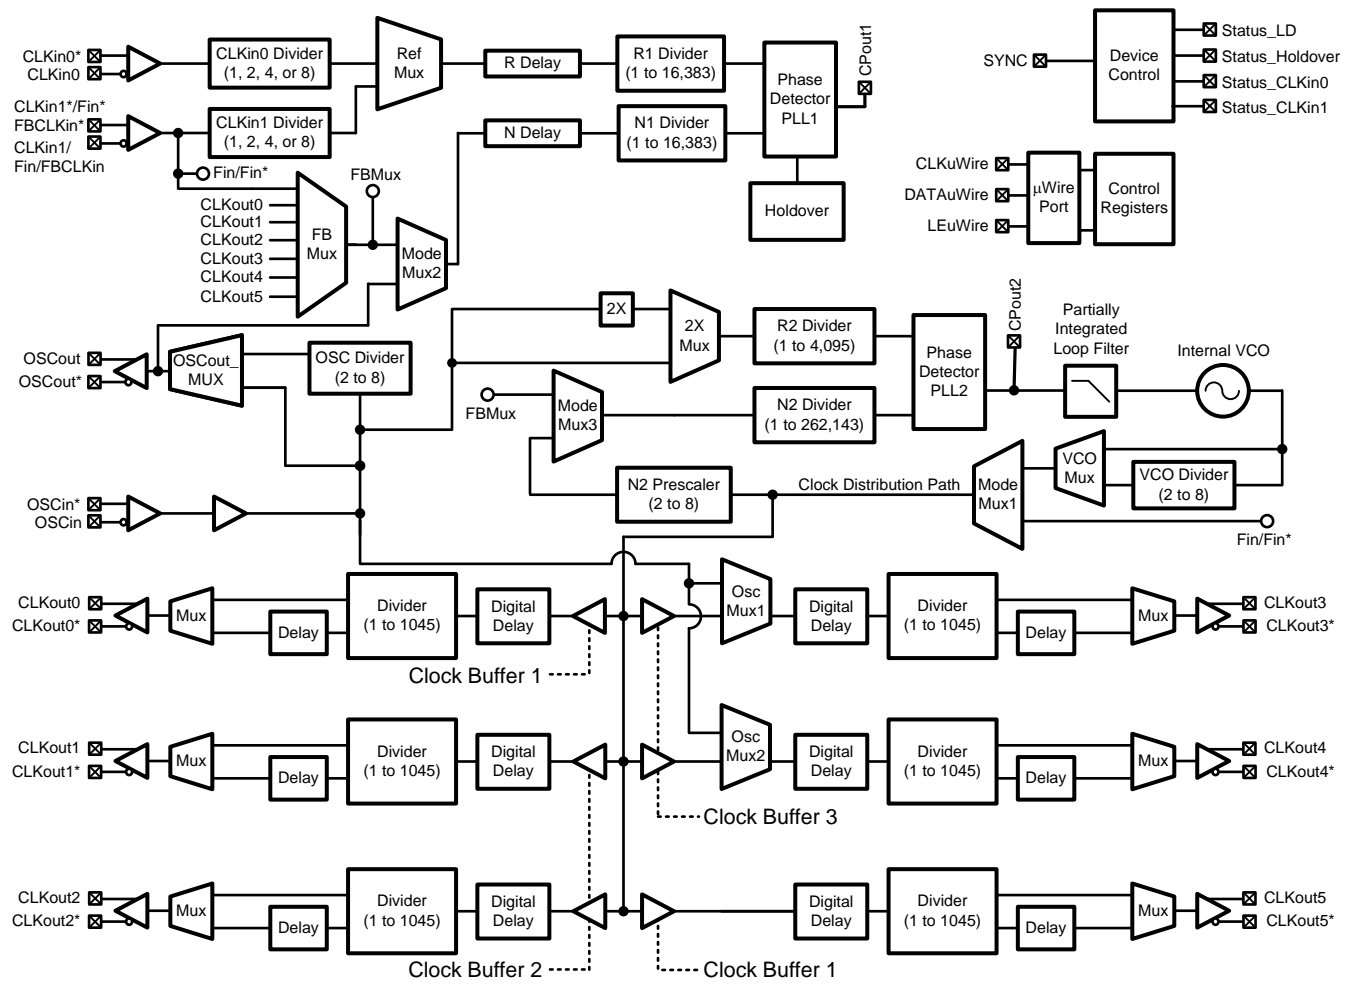 CLKin0*
CLKin0
CLKin0 Divider
(1, 2, 4, or 8)
Ref
Mux
R Delay
R1 Divider
(1 to 16,383)
Phase
Detector
PLL1
CPout1
SYNC
Device
Control
Status_LD
Status_Holdover
Status_CLKin0
Status_CLKin1
CLKin1*/Fin*
FBCLKin*
CLKin1/
Fin/FBCLKin
CLKin1 Divider
(1, 2, 4, or 8)
N Delay
N1 Divider
(1 to 16,383)
Fin/Fin*
FBMux
CLKout0
CLKout1
CLKout2
CLKout3
CLKout4
CLKout5
FB
Mux
Mode
Mux2
Holdover
CLKuWire
DATAuWire
LEuWire
µWire
Port
Control
Registers
OSCout
OSCout*
OSCout_
MUX
OSC Divider
(2 to 8)
2X
2X
Mux
R2 Divider
(1 to 4,095)
Phase
Detector
PLL2
CPout2
Partially
Integrated
Loop Filter
Internal VCO
FBMux
Mode
Mux3
N2 Divider
(1 to 262,143)
OSCin*
OSCin
N2 Prescaler
(2 to 8)
Clock Distribution Path
Mode
Mux1
VCO
Mux
VCO Divider
(2 to 8)
Fin/Fin*
CLKout0
CLKout0*
Mux
Delay
Divider
(1 to 1045)
Digital
Delay
Osc
Mux1
Digital
Delay
Divider
(1 to 1045)
Delay
Mux
CLKout3
CLKout3*
Clock Buffer 1
CLKout1
CLKout1*
Mux
Delay
Divider
(1 to 1045)
Digital
Delay
Osc
Mux2
Digital
Delay
Divider
(1 to 1045)
Delay
Mux
CLKout4
CLKout4*
Clock Buffer 3
CLKout2
CLKout2*
Mux
Delay
Divider
(1 to 1045)
Digital
Delay
Digital
Delay
Divider
(1 to 1045)
Delay
Mux
CLKout5
CLKout5*
Clock Buffer 2
Clock Buffer 1